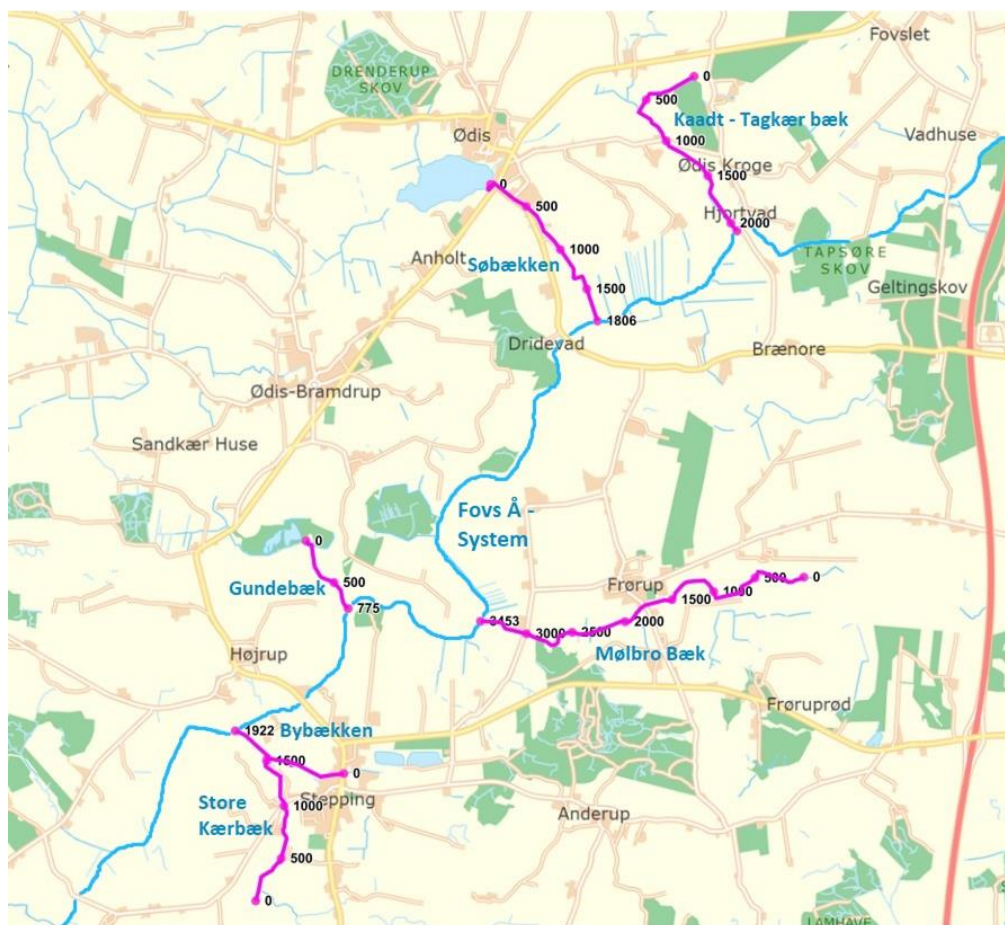 Fovslet
DRENDERUP
SKOV
0
500
Kaadt - Tagkær bæk
Ødis
1000
Vadhuse
Ødis Kroge
1500
0
500
Hjortvad
2000
1000
TAPSØRE
SKOV
Anholt
Søbækken
1500
Geltingskov
1806
Dridevad
Brænore
Ødis-Bramdrup
Sandkær Huse
Fovs Å -
System
0
Gundebæk
500
775
Frørup
500
0
1000
1500
2000
3453
3000
2500
Mølbro Bæk
Højrup
Frøruprød
1922
Bybækken
1500
0
Stepping
Store
Kærbæk
1000
Anderup
500
0
LAMHAVE